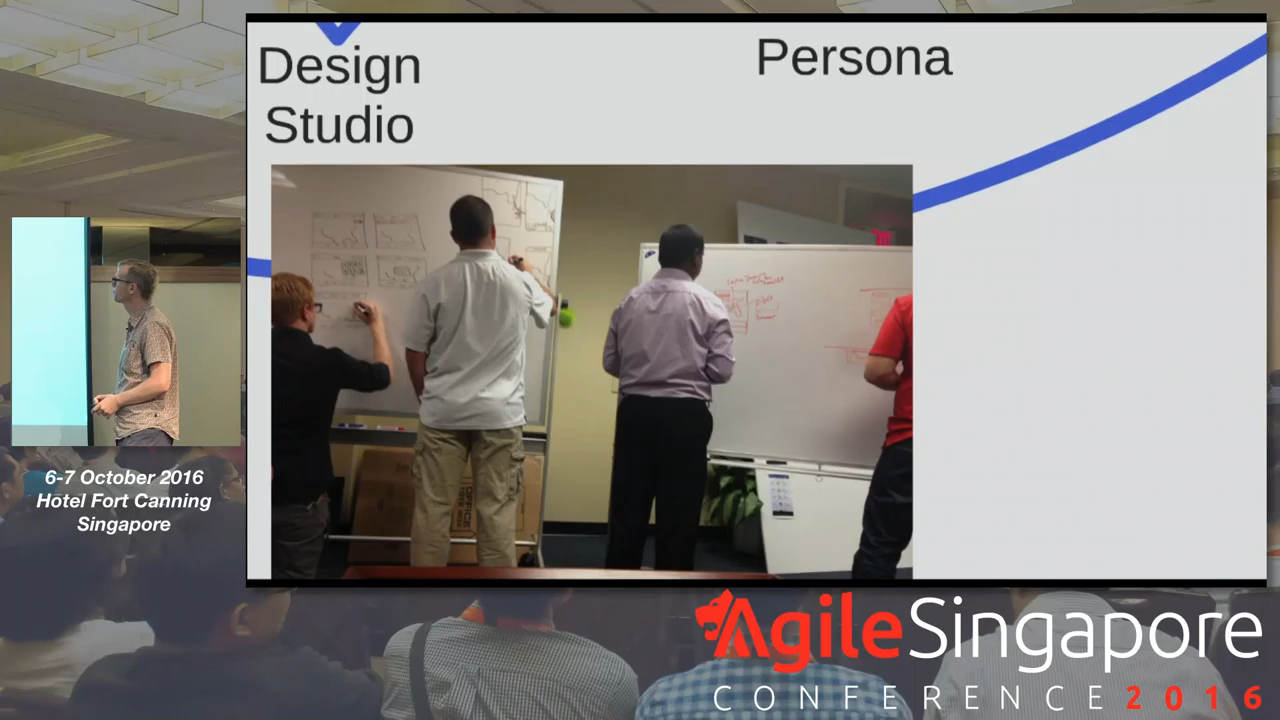 Design
Studio
Persona
6-7 October 2016
Hotel Fort Canning
Singapore
AgileSingapore
CONFERENCE 2016